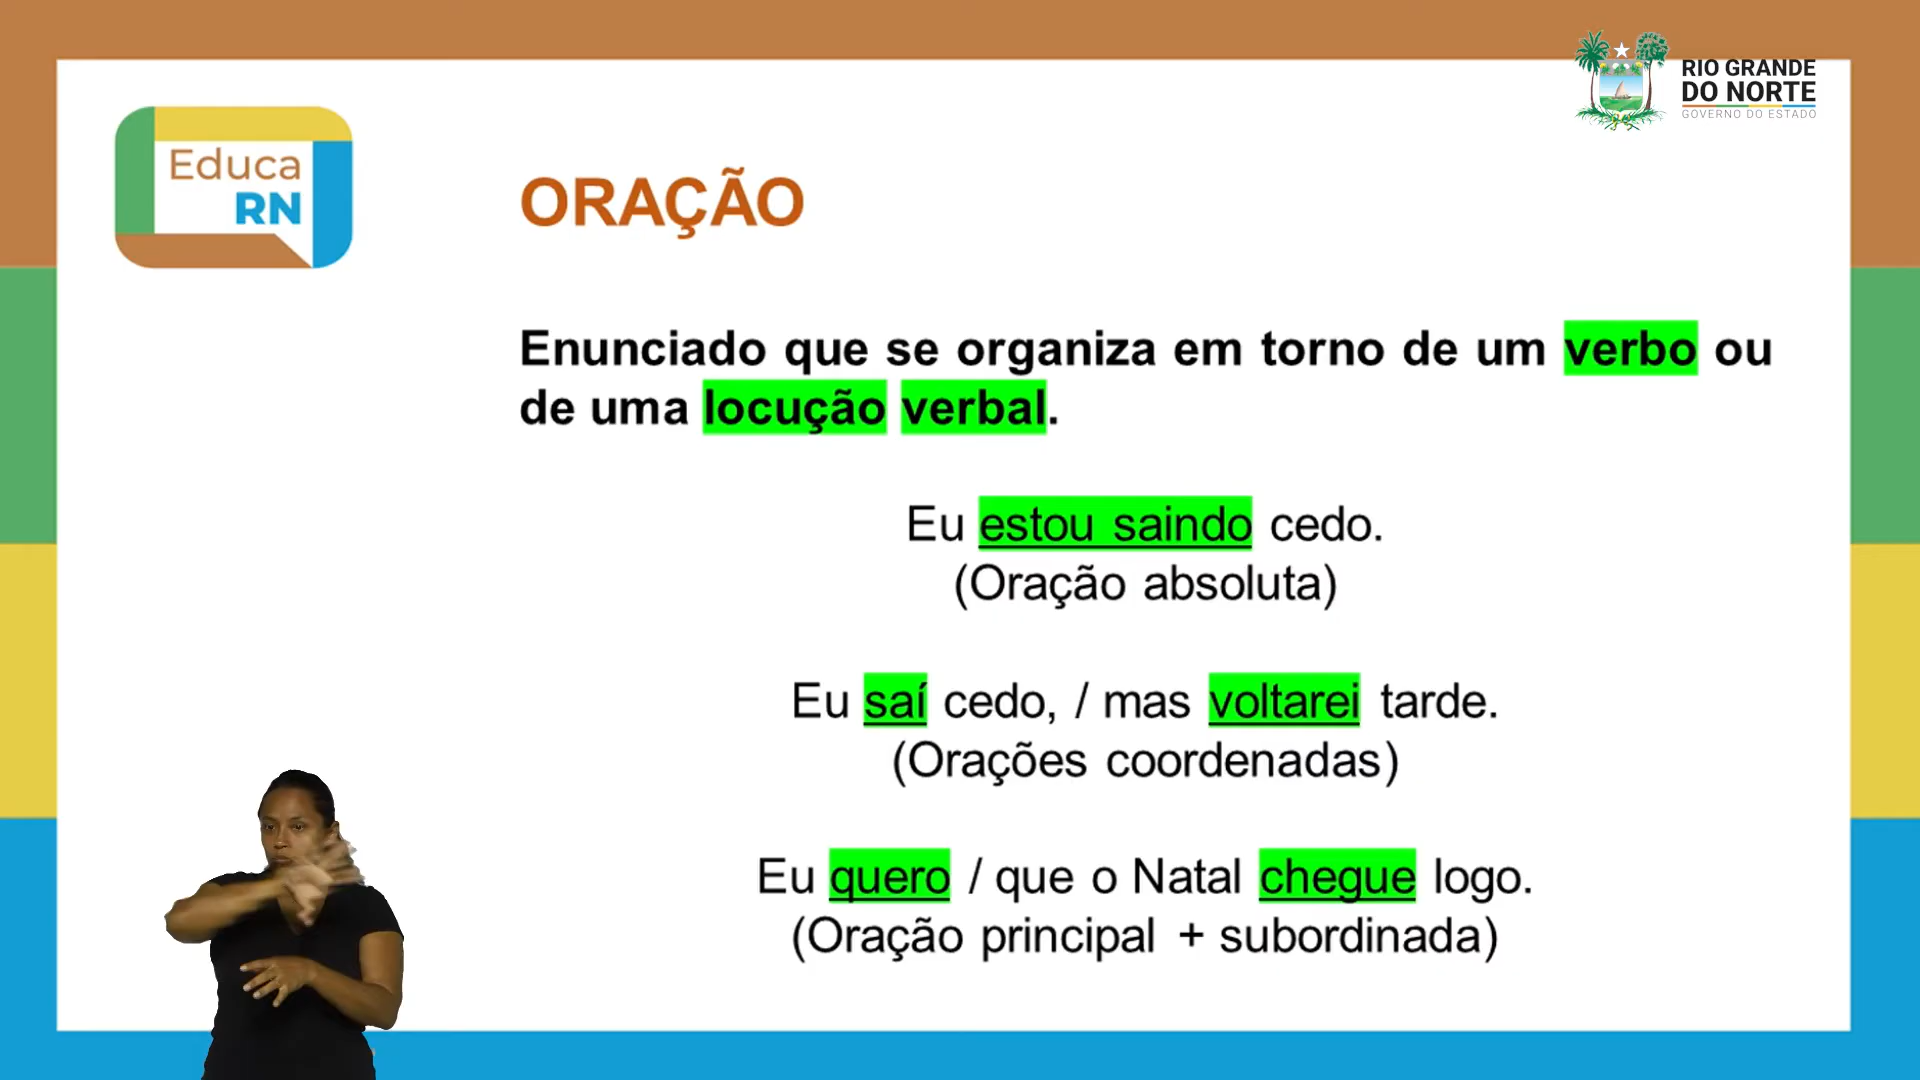 RIO GRANDE
DO NORTE
GOVERNO DO ESTADO
Educa
RN
ORAÇÃO
Enunciado que se organiza em torno de um verbo ou
de uma locução verbal.
Eu estou saindo cedo.
(Oração absoluta)
Eu saí cedo, / mas voltarei tarde.
(Orações coordenadas)
Eu quero / que o Natal chegue logo.
(Oração principal + subordinada)